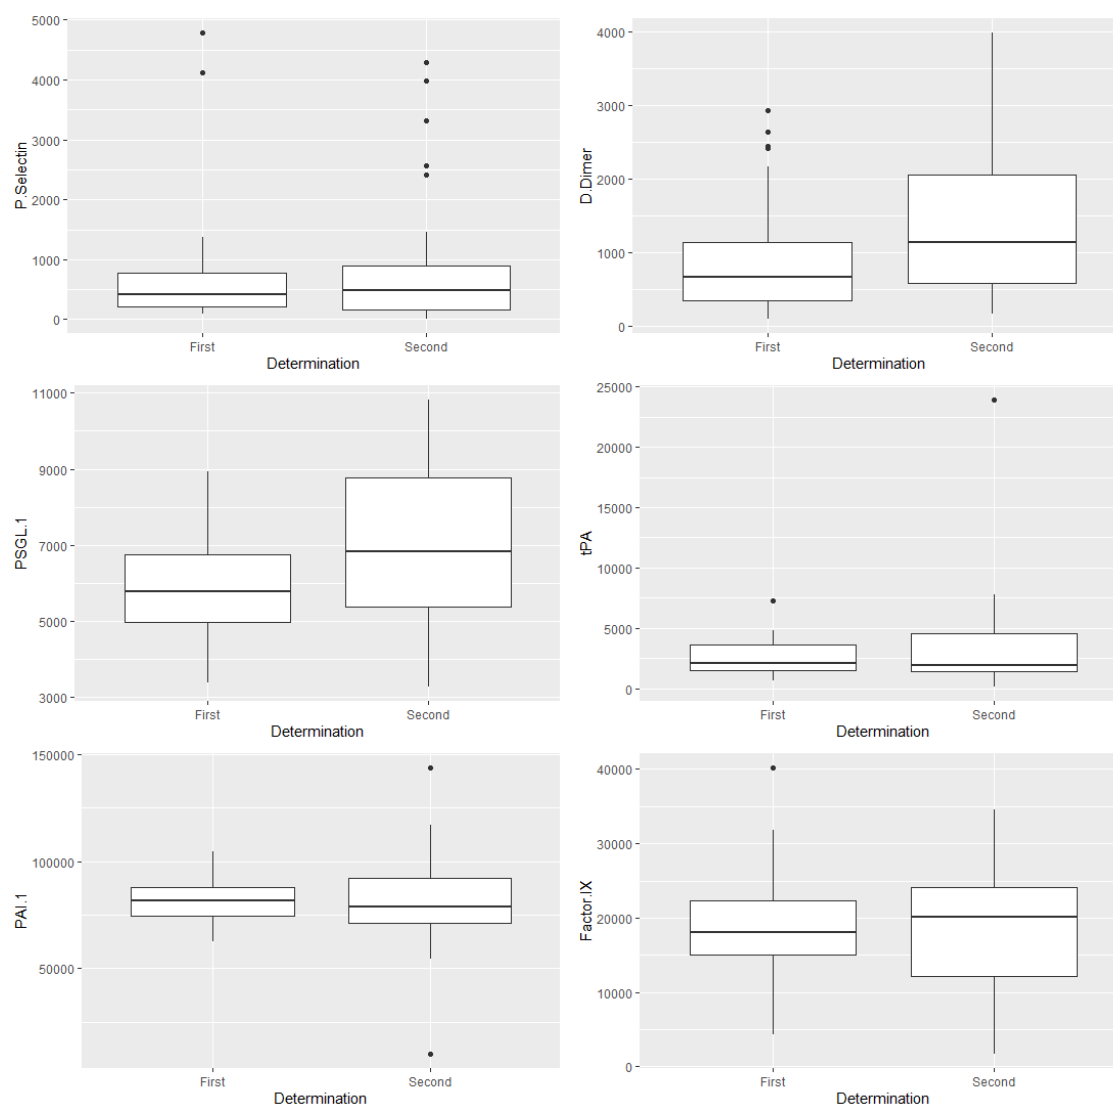 P.Selectin
5000
4000
3000
2000
1000
0
First Second
Determination
D.Dimer
4000
3000
2000
1000
0
First Second
Determination
PSGL.1
11000
9000
7000
5000
3000
First Second
Determination
tPA
25000
20000
15000
10000
5000
0
First Second
Determination
PAI.1
150000
100000
50000
First Second
Determination
Factor.IX
40000
30000
20000
10000
0
First Second
Determination